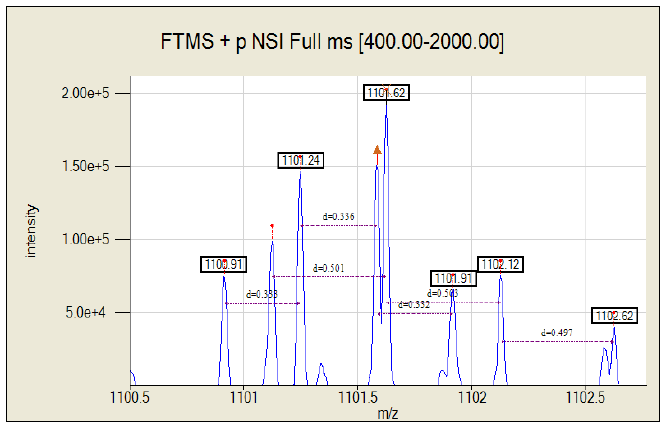 FTMS + p NSI Full ms [400.00-2000.00]
2.00e+5
1101.62
1.50e+5
1101.24
d=0.336
1.00e+5
intensity
1100.91
d=0.501
1101.91
1102.12
d=0.333
d=0.503
d=0.332
5.0e+4
1102.62
d=0.497
1100.5
1101
1101.5
1102
1102.5
m/z